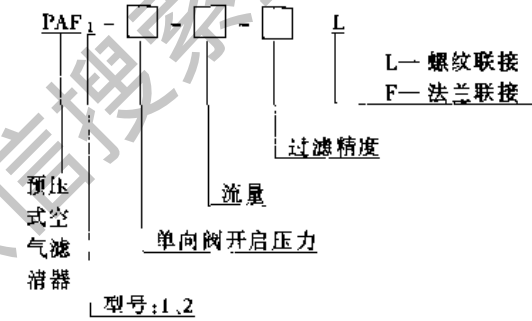 PAF₁-□-□-□ L
L—螺纹联接
F—法兰联接
过滤精度
流量
单向阀开启压力
预压
式空
气滤
清器
型号:1、2